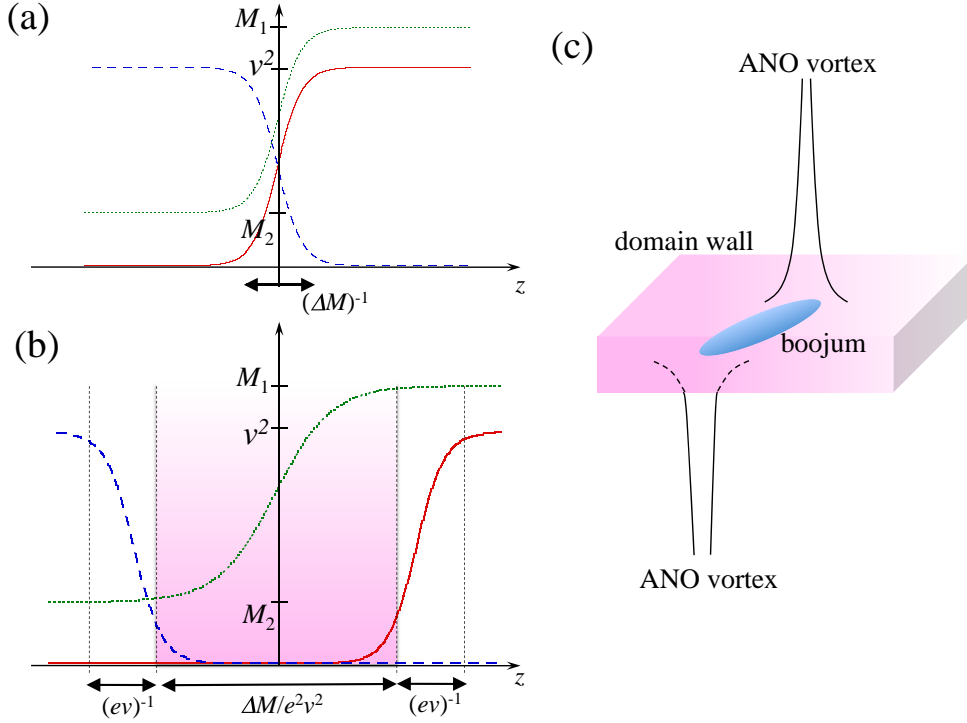 (a)
M₁
v²
M₂
z
(ΔM)⁻¹
(b)
M₁
v²
M₂
z
(ev)⁻¹
ΔM/e²v²
(ev)⁻¹
(c)
ANO vortex
domain wall
boojum
ANO vortex